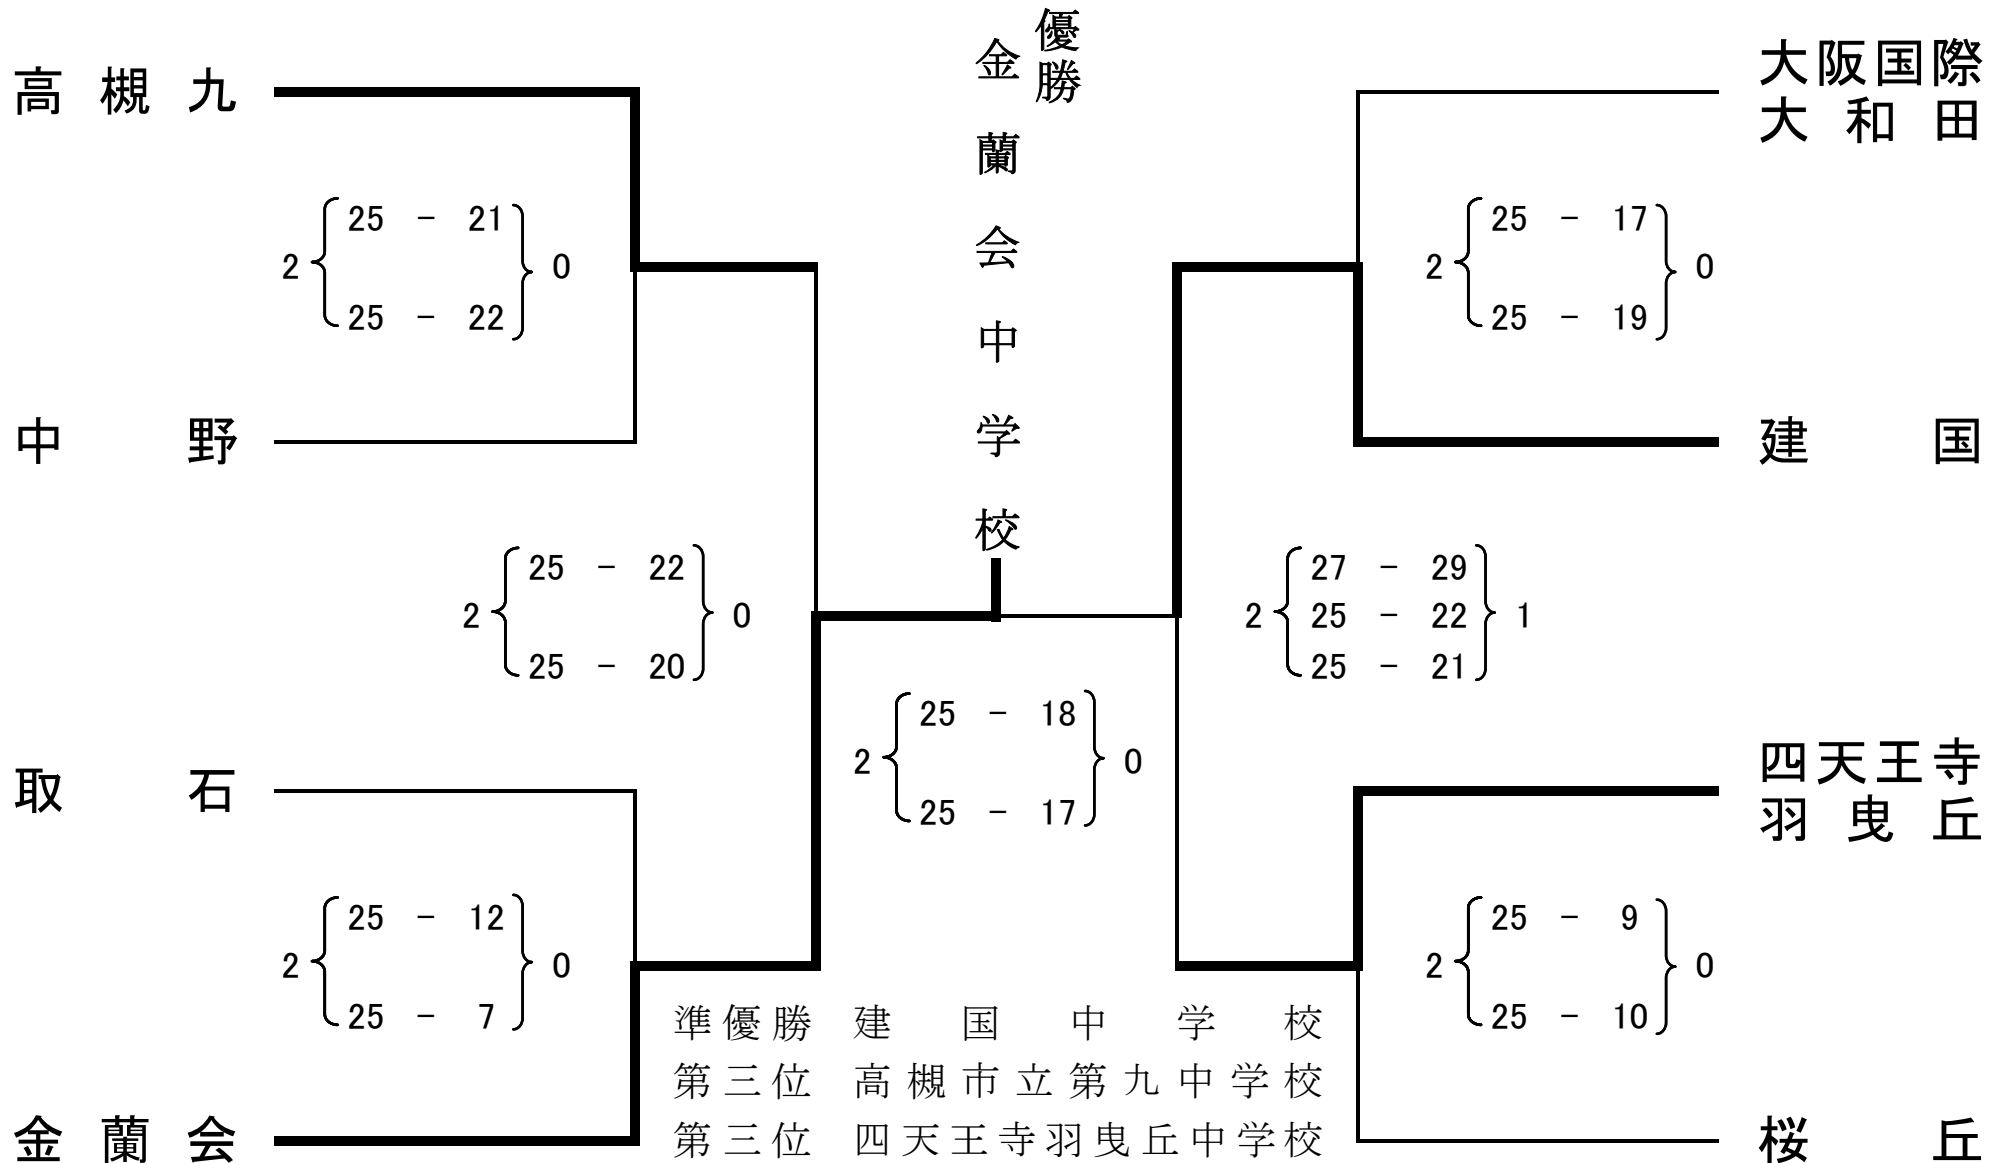 優勝
金蘭会中学校
高槻九
2 25 - 21 0
25 - 22
中野
2 25 - 22 0
25 - 20
取石
2 25 - 12 0
25 - 7
金蘭会
2 25 - 18 0
25 - 17
大阪国際
大和田
2 25 - 17 0
25 - 19
建国
2 27 - 29 1
25 - 22
25 - 21
四天王寺
羽曳丘
2 25 - 9 0
25 - 10
桜丘
準優勝 建国中学校
第三位 高槻市立第九中学校
第三位 四天王寺羽曳丘中学校